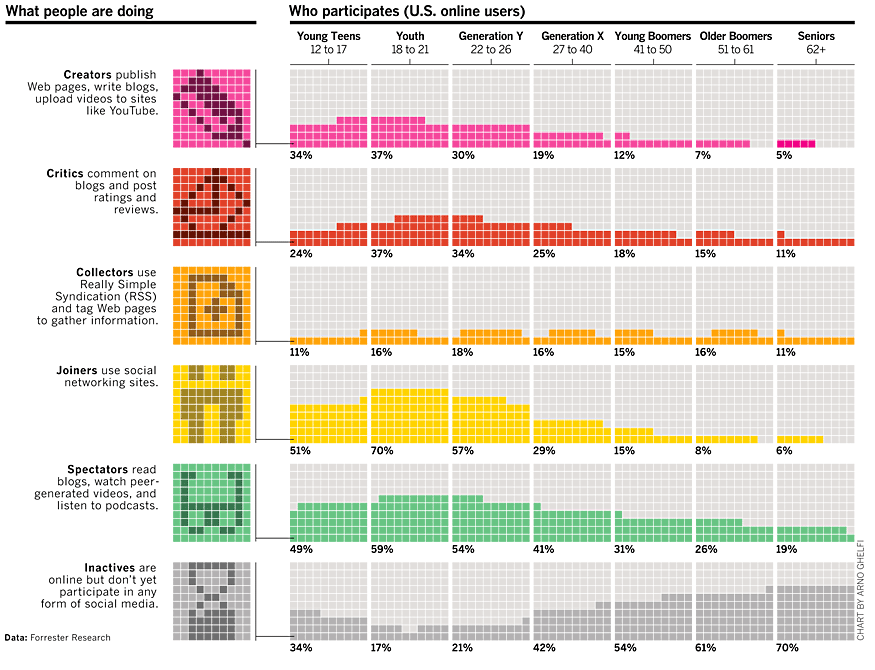 What people are doing
Who participates (U.S. online users)
Young Teens
12 to 17
Youth
18 to 21
Generation Y
22 to 26
Generation X
27 to 40
Young Boomers
41 to 50
Older Boomers
51 to 61
Seniors
62+
Creators publish
Web pages, write blogs,
upload videos to sites
like YouTube.
34% 37% 30% 19% 12% 7% 5%
Critics comment on
blogs and post
ratings and
reviews.
24% 37% 34% 25% 18% 15% 11%
Collectors use
Really Simple
Syndication (RSS)
and tag Web pages
to gather information.
11% 16% 18% 16% 15% 16% 11%
Joiners use social
networking sites.
51% 70% 57% 29% 15% 8% 6%
Spectators read
blogs, watch peer-
generated videos, and
listen to podcasts.
49% 59% 54% 41% 31% 26% 19%
Inactives are
online but don't yet
participate in any
form of social media.
34% 17% 21% 42% 54% 61% 70%
Data: Forrester Research
CHART BY ARNO GHELFI